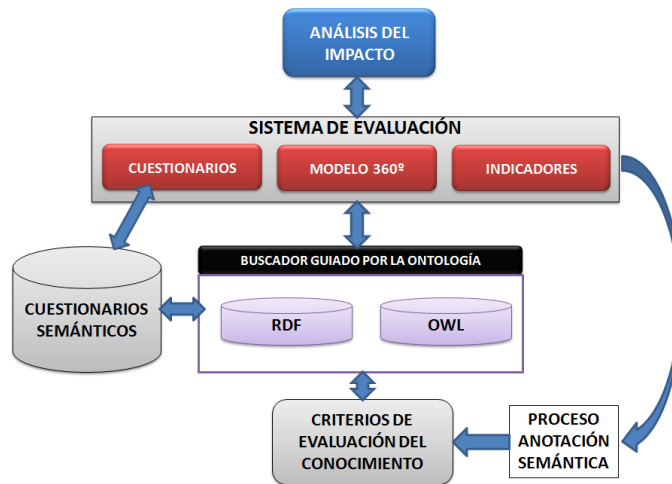 ANÁLISIS DEL
IMPACTO
SISTEMA DE EVALUACIÓN
CUESTIONARIOS
MODELO 360º
INDICADORES
BUSCADOR GUIADO POR LA ONTOLOGÍA
CUESTIONARIOS
SEMÁNTICOS
RDF
OWL
CRITERIOS DE
EVALUACIÓN DEL
CONOCIMIENTO
PROCESO
ANOTACIÓN
SEMÁNTICA